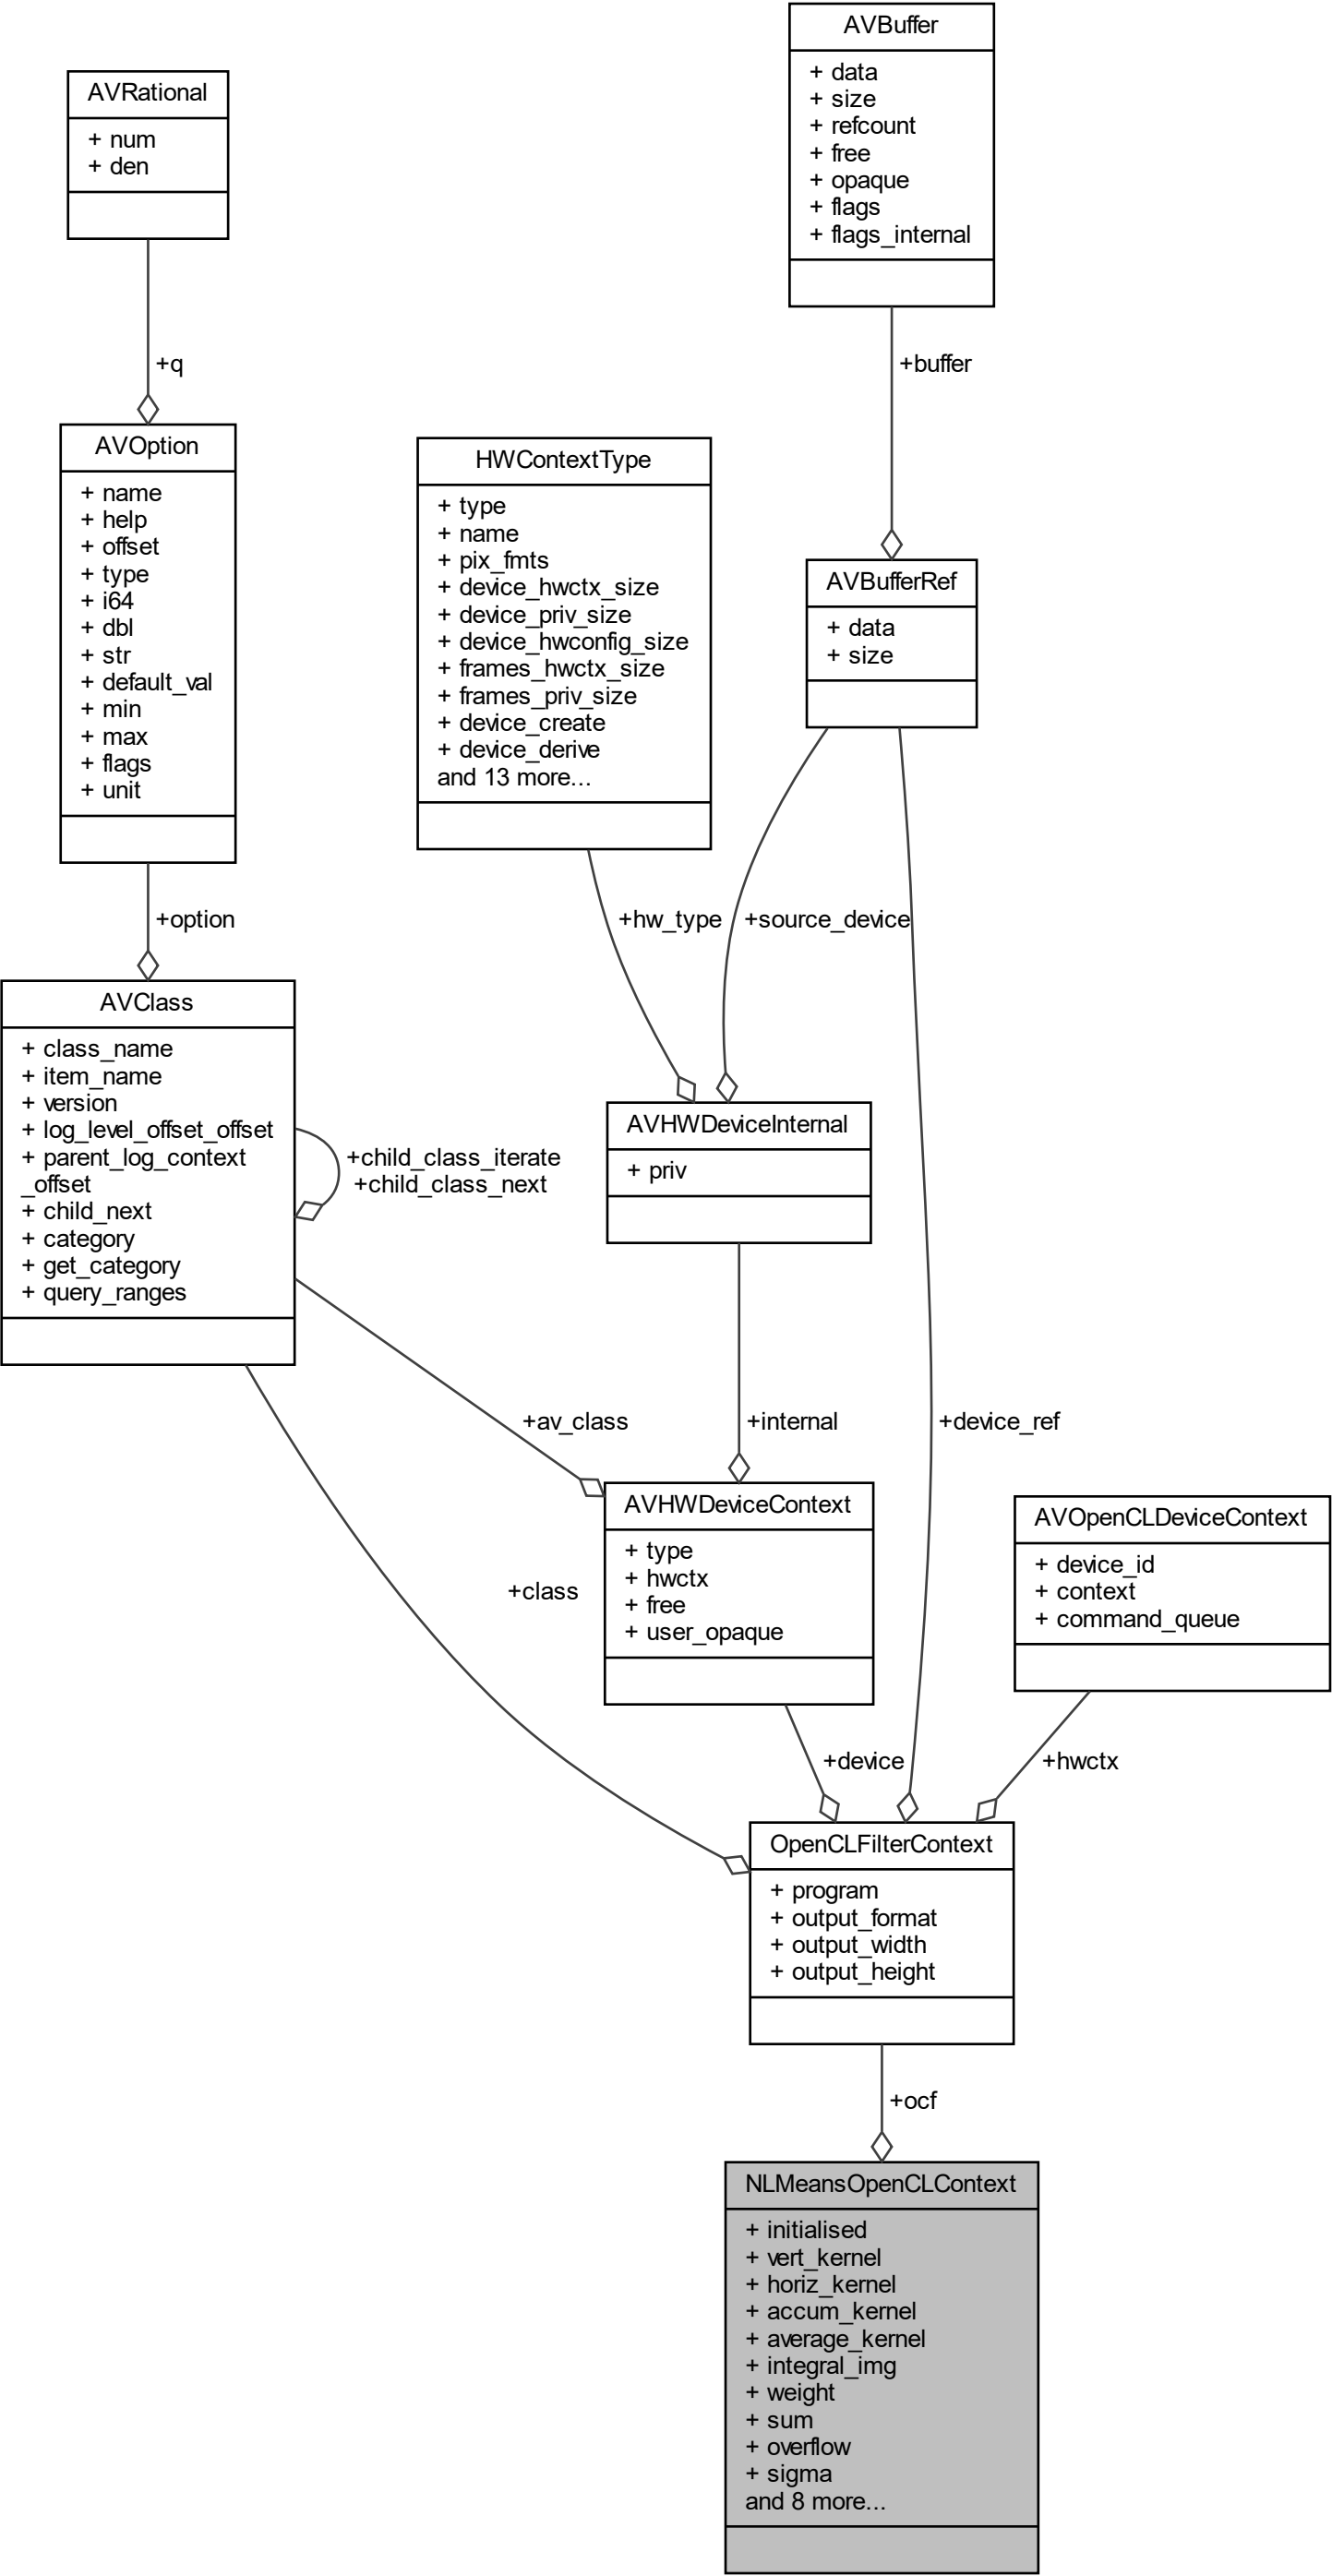 AVBuffer
+ data
+ size
+ refcount
+ free
+ opaque
+ flags
+ flags_internal
AVRational
+ num
+ den
+q
+buffer
AVOption
+ name
+ help
+ offset
+ type
+ i64
+ dbl
+ str
+ default_val
+ min
+ max
+ flags
+ unit
HWContextType
+ type
+ name
+ pix_fmts
+ device_hwctx_size
+ device_priv_size
+ device_hwconfig_size
+ frames_hwctx_size
+ frames_priv_size
+ device_create
+ device_derive
and 13 more...
AVBufferRef
+ data
+ size
+option
+hw_type
+source_device
AVClass
+ class_name
+ item_name
+ version
+ log_level_offset_offset
+ parent_log_context
_offset
+ child_next
+ category
+ get_category
+ query_ranges
+child_class_iterate
+child_class_next
AVHWDeviceInternal
+ priv
+av_class
+internal
+device_ref
AVHWDeviceContext
+ type
+ hwctx
+ free
+ user_opaque
AVOpenCLDeviceContext
+ device_id
+ context
+ command_queue
+class
+device
+hwctx
OpenCLFilterContext
+ program
+ output_format
+ output_width
+ output_height
+ocf
NLMeansOpenCLContext
+ initialised
+ vert_kernel
+ horiz_kernel
+ accum_kernel
+ average_kernel
+ integral_img
+ weight
+ sum
+ overflow
+ sigma
and 8 more...